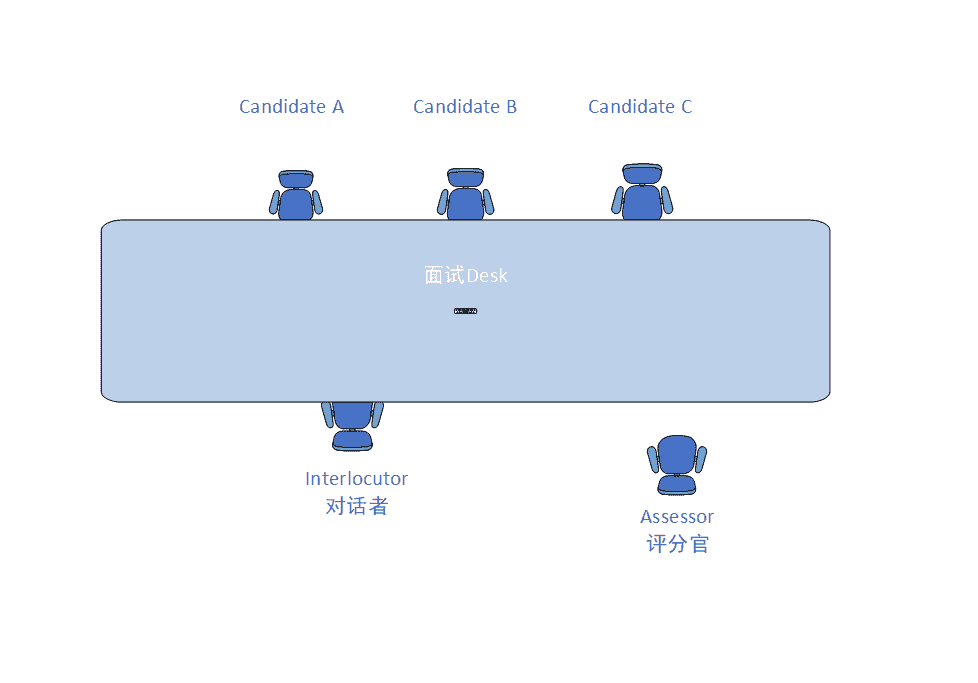 Candidate A
Candidate B
Candidate C
面试Desk
Interlocutor
对话者
Assessor
评分官